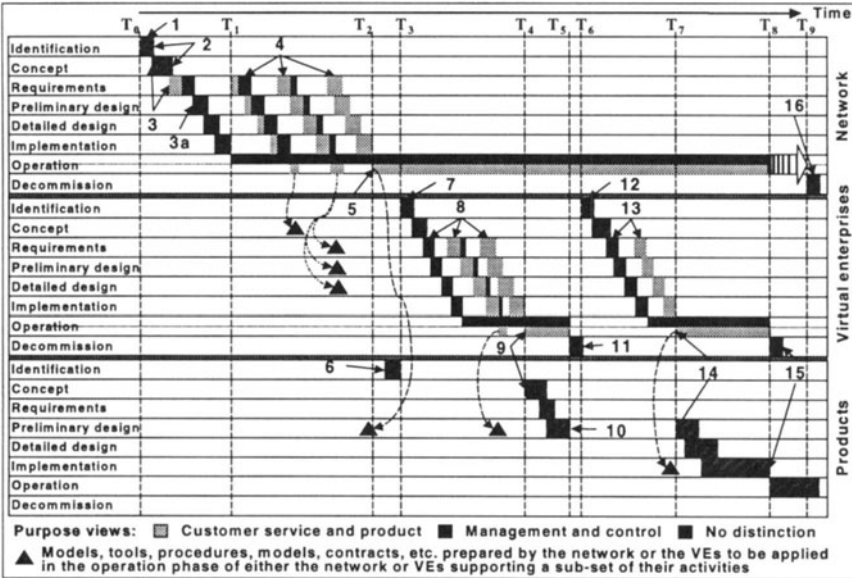 Time
T0 T1 T2 T3 T4 T5 T6 T7 T8 T9
1
Identification
2
4
Concept
Requirements
Preliminary design
16
3
Detailed design
3a
Implementation
Operation
Decommission
Network
5
7
12
Identification
8
13
Concept
Requirements
Preliminary design
Detailed design
Implementation
Operation
Decommission
9
11
Virtual enterprises
6
14
15
Identification
Concept
Requirements
Preliminary design
10
Detailed design
Implementation
Operation
Decommission
Products
Purpose views: Customer service and product Management and control No distinction
Models, tools, procedures, models, contracts, etc. prepared by the network or the VEs to be applied
in the operation phase of either the network or VEs supporting a sub-set of their activities